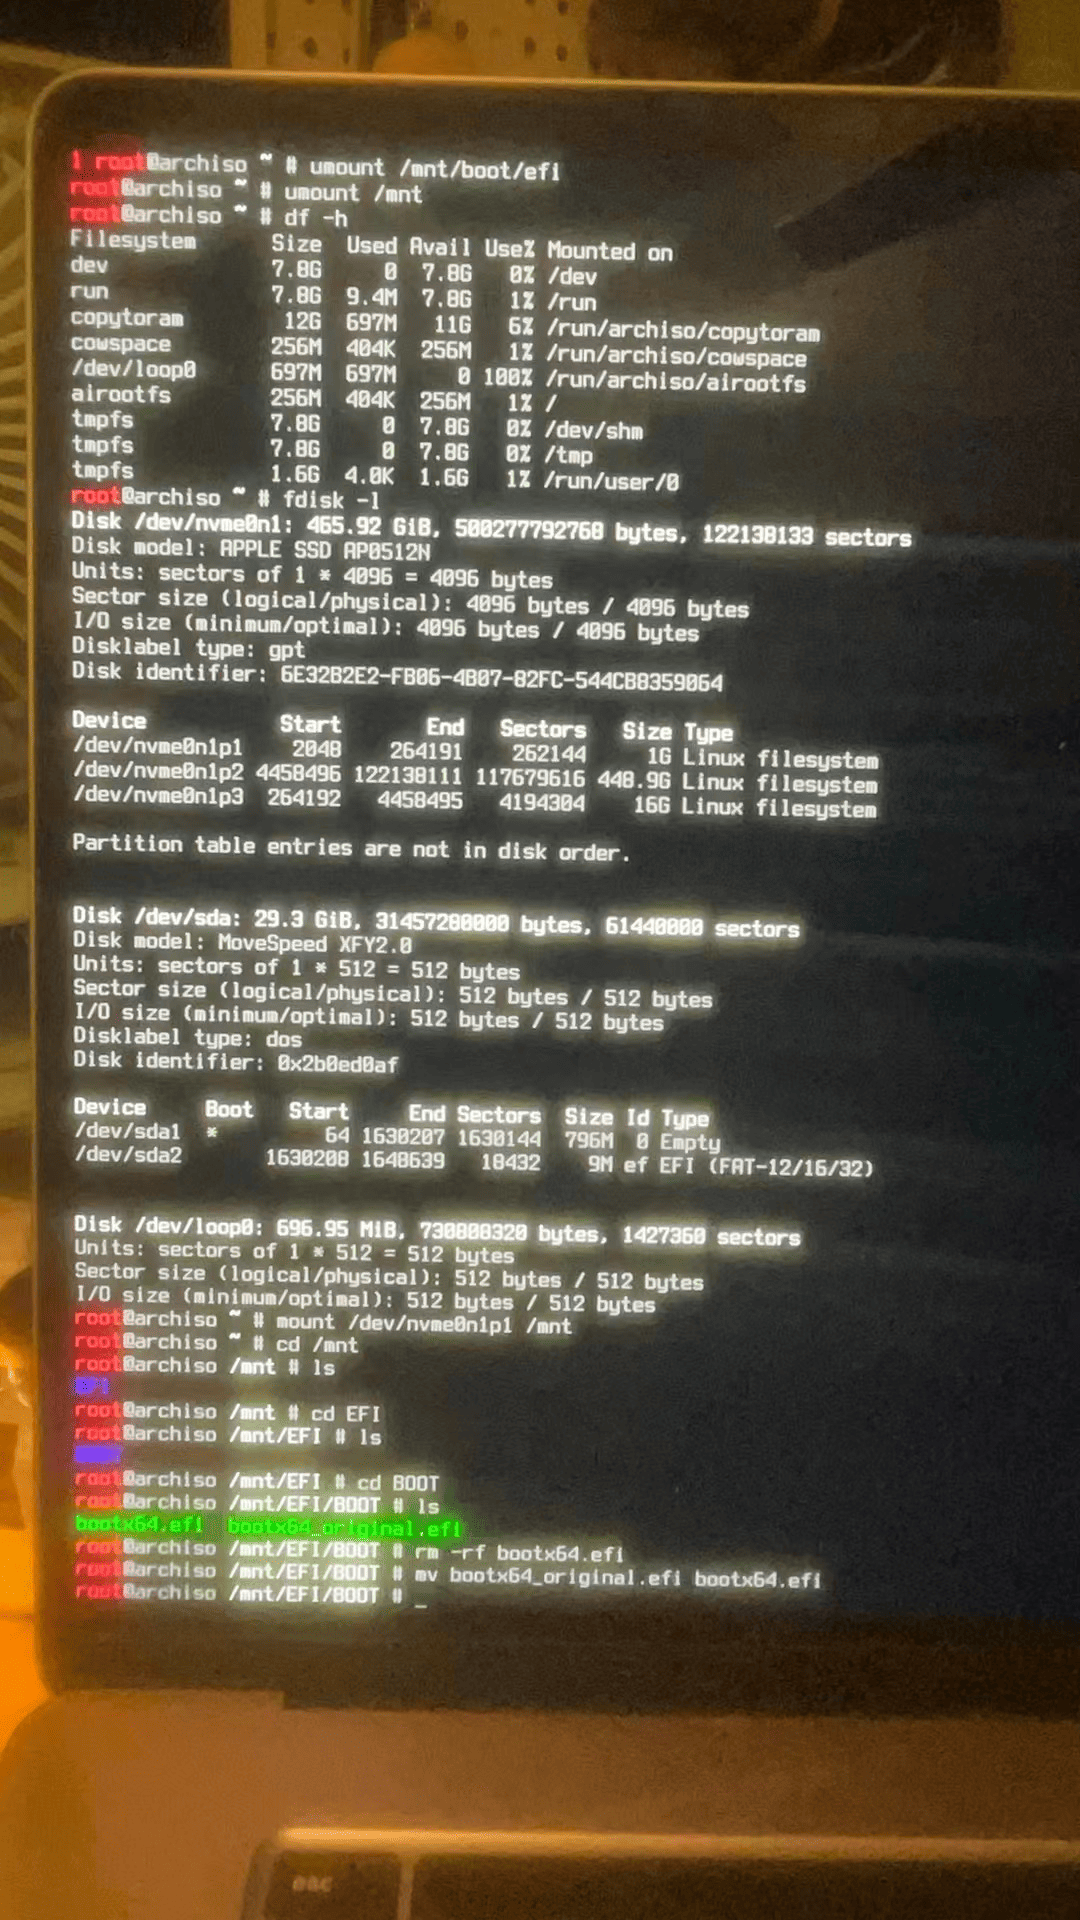 1 root@archiso ~ # umount /mnt/boot/efi
root@archiso ~ # umount /mnt
root@archiso ~ # df -h
Filesystem Size Used Avail Use% Mounted on
dev 7.8G 0 7.8G 0% /dev
run 7.8G 9.4M 7.8G 1% /run
copytoram 12G 697M 11G 6% /run/archiso/copytoram
cowspace 256M 404K 256M 1% /run/archiso/cowspace
/dev/loop0 697M 697M 0 100% /run/archiso/airootfs
airootfs 256M 404K 256M 1% /
tmpfs 7.8G 0 7.8G 0% /dev/shm
tmpfs 7.8G 0 7.8G 0% /tmp
tmpfs 1.6G 4.0K 1.6G 1% /run/user/0
root@archiso ~ # fdisk -l
Disk /dev/nvme0n1: 465.92 GiB, 500277792768 bytes, 122138133 sectors
Disk model: APPLE SSD AP0512N
Units: sectors of 1 * 4096 = 4096 bytes
Sector size (logical/physical): 4096 bytes / 4096 bytes
I/O size (minimum/optimal): 4096 bytes / 4096 bytes
Disklabel type: gpt
Disk identifier: 6E32B2E2-FB06-4B07-82FC-544CB8359064
Device Start End Sectors Size Type
/dev/nvme0n1p1 2048 264191 262144 1G Linux filesystem
/dev/nvme0n1p2 4458496 122138111 117679616 448.9G Linux filesystem
/dev/nvme0n1p3 264192 4458495 4194304 16G Linux filesystem
Partition table entries are not in disk order.
Disk /dev/sda: 29.3 GiB, 31457280000 bytes, 61440000 sectors
Disk model: MoveSpeed XFY2.0
Units: sectors of 1 * 512 = 512 bytes
Sector size (logical/physical): 512 bytes / 512 bytes
I/O size (minimum/optimal): 512 bytes / 512 bytes
Disklabel type: dos
Disk identifier: 0x2b0ed0af
Device Boot Start End Sectors Size Id Type
/dev/sda1 * 64 1630207 1630144 796M 0 Empty
/dev/sda2 1630208 1648639 18432 9M ef EFI (FAT-12/16/32)
Disk /dev/loop0: 696.95 MiB, 730808320 bytes, 1427360 sectors
Units: sectors of 1 * 512 = 512 bytes
Sector size (logical/physical): 512 bytes / 512 bytes
I/O size (minimum/optimal): 512 bytes / 512 bytes
root@archiso ~ # mount /dev/nvme0n1p1 /mnt
root@archiso ~ # cd /mnt
root@archiso /mnt # ls
root@archiso /mnt # cd EFI
root@archiso /mnt/EFI # ls
root@archiso /mnt/EFI # cd BOOT
root@archiso /mnt/EFI/BOOT # ls
bootx64.efi bootx64_original.efi
root@archiso /mnt/EFI/BOOT # rm -rf bootx64.efi
root@archiso /mnt/EFI/BOOT # mv bootx64_original.efi bootx64.efi
root@archiso /mnt/EFI/BOOT # _
esc